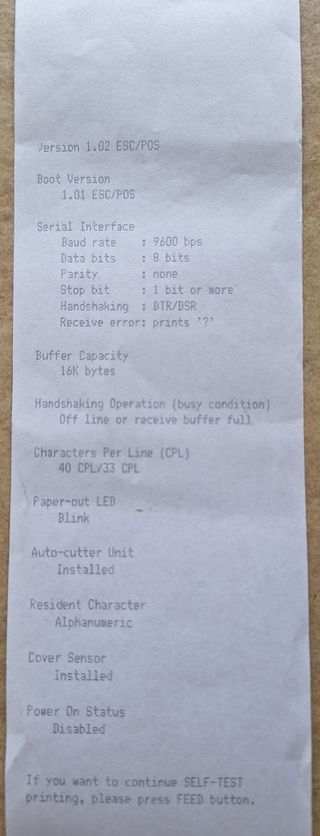 Version 1.02 ESC/POS
Boot Version
1.01 ESC/POS
Serial Interface
Baud rate : 9600 bps
Data bits : 8 bits
Parity : none
Stop bit : 1 bit or more
Handshaking : DTR/DSR
Receive error: prints '?'
Buffer Capacity
16K bytes
Handshaking Operation (busy condition)
Off line or receive buffer full
Characters Per Line (CPL)
40 CPL/33 CPL
Paper-out LED
Blink
Auto-cutter Unit
Installed
Resident Character
Alphanumeric
Cover Sensor
Installed
Power On Status
Disabled
If you want to continue SELF-TEST
printing, please press FEED button.